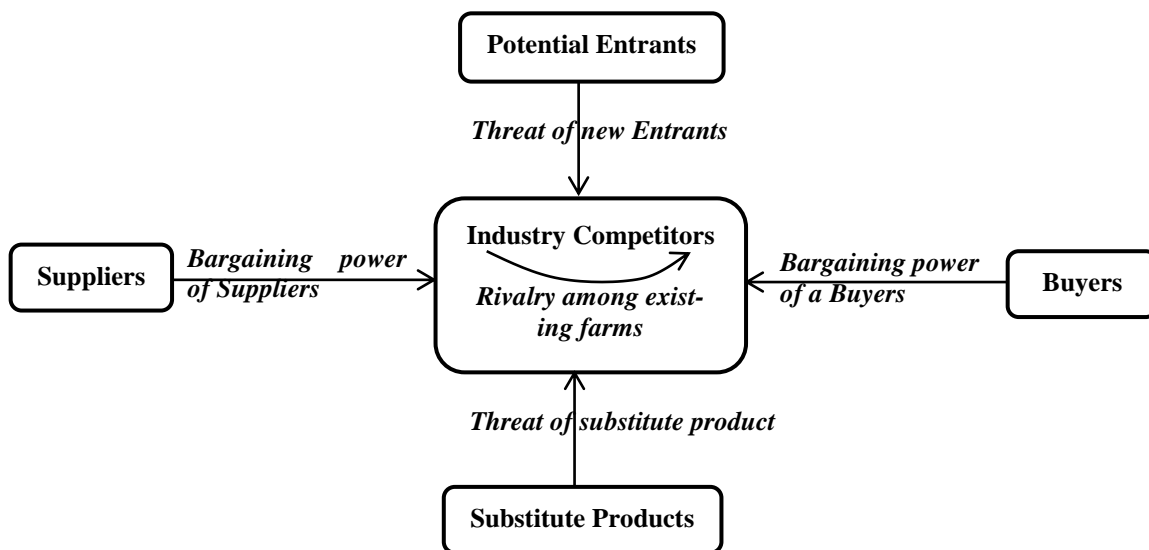 Potential Entrants
Threat of new Entrants
Industry Competitors
Rivalry among exist-
ing farms
Suppliers
Bargaining power
of Suppliers
Bargaining power
of a Buyers
Buyers
Threat of substitute product
Substitute Products